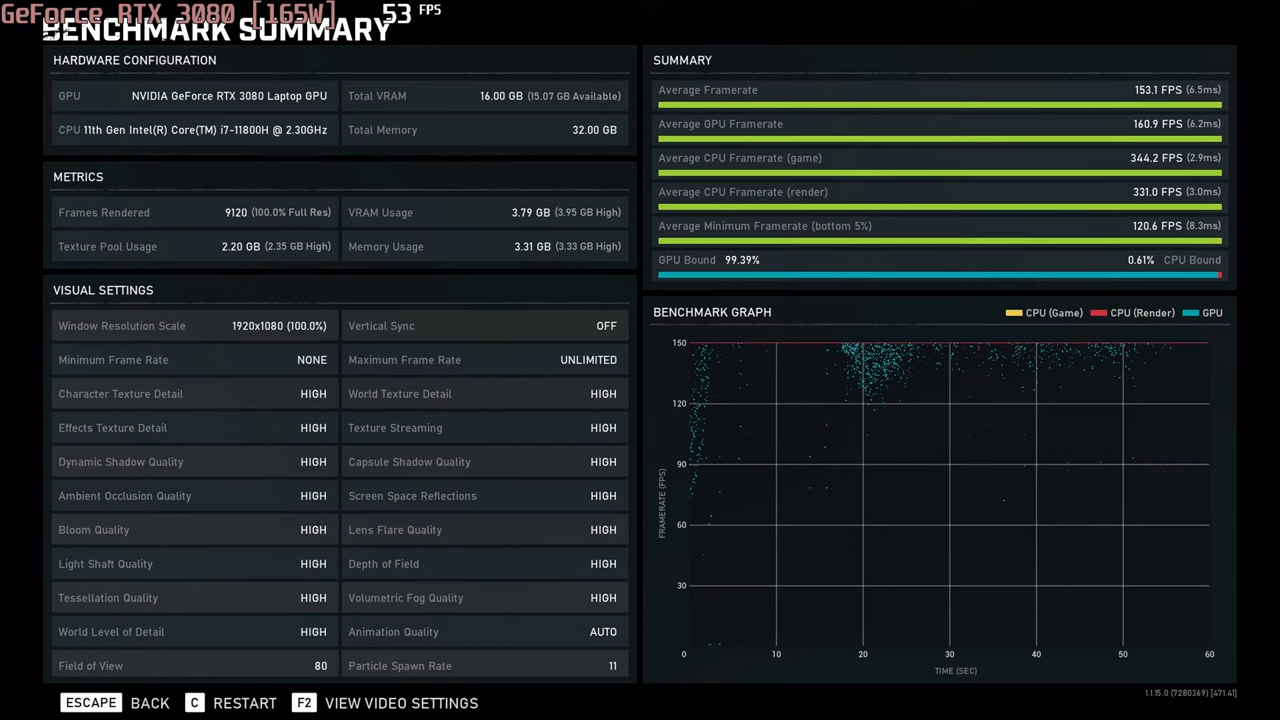 GeForce RTX 3080 [165W] 53 FPS
BENCHMARK SUMMARY
HARDWARE CONFIGURATION
GPU NVIDIA GeForce RTX 3080 Laptop GPU Total VRAM 16.00 GB (15.07 GB Available)
CPU 11th Gen Intel(R) Core(TM) i7-11800H @ 2.30GHz Total Memory 32.00 GB
METRICS
Frames Rendered 9120 (100.0% Full Res) VRAM Usage 3.79 GB (3.95 GB High)
Texture Pool Usage 2.20 GB (2.35 GB High) Memory Usage 3.31 GB (3.33 GB High)
VISUAL SETTINGS
Window Resolution Scale 1920x1080 (100.0%) Vertical Sync OFF
Minimum Frame Rate NONE Maximum Frame Rate UNLIMITED
Character Texture Detail HIGH World Texture Detail HIGH
Effects Texture Detail HIGH Texture Streaming HIGH
Dynamic Shadow Quality HIGH Capsule Shadow Quality HIGH
Ambient Occlusion Quality HIGH Screen Space Reflections HIGH
Bloom Quality HIGH Lens Flare Quality HIGH
Light Shaft Quality HIGH Depth of Field HIGH
Tessellation Quality HIGH Volumetric Fog Quality HIGH
World Level of Detail HIGH Animation Quality AUTO
Field of View 80 Particle Spawn Rate 11
SUMMARY
Average Framerate 153.1 FPS (6.5ms)
Average GPU Framerate 160.9 FPS (6.2ms)
Average CPU Framerate (game) 344.2 FPS (2.9ms)
Average CPU Framerate (render) 331.0 FPS (3.0ms)
Average Minimum Framerate (bottom 5%) 120.6 FPS (8.3ms)
GPU Bound 99.39% 0.61% CPU Bound
BENCHMARK GRAPH CPU (Game) CPU (Render) GPU
150
120
90
60
30
FRAMERATE (FPS)
0 10 20 30 40 50 60
TIME (SEC)
1.1.15.0 (7280369) [471.41]
ESCAPE BACK C RESTART F2 VIEW VIDEO SETTINGS